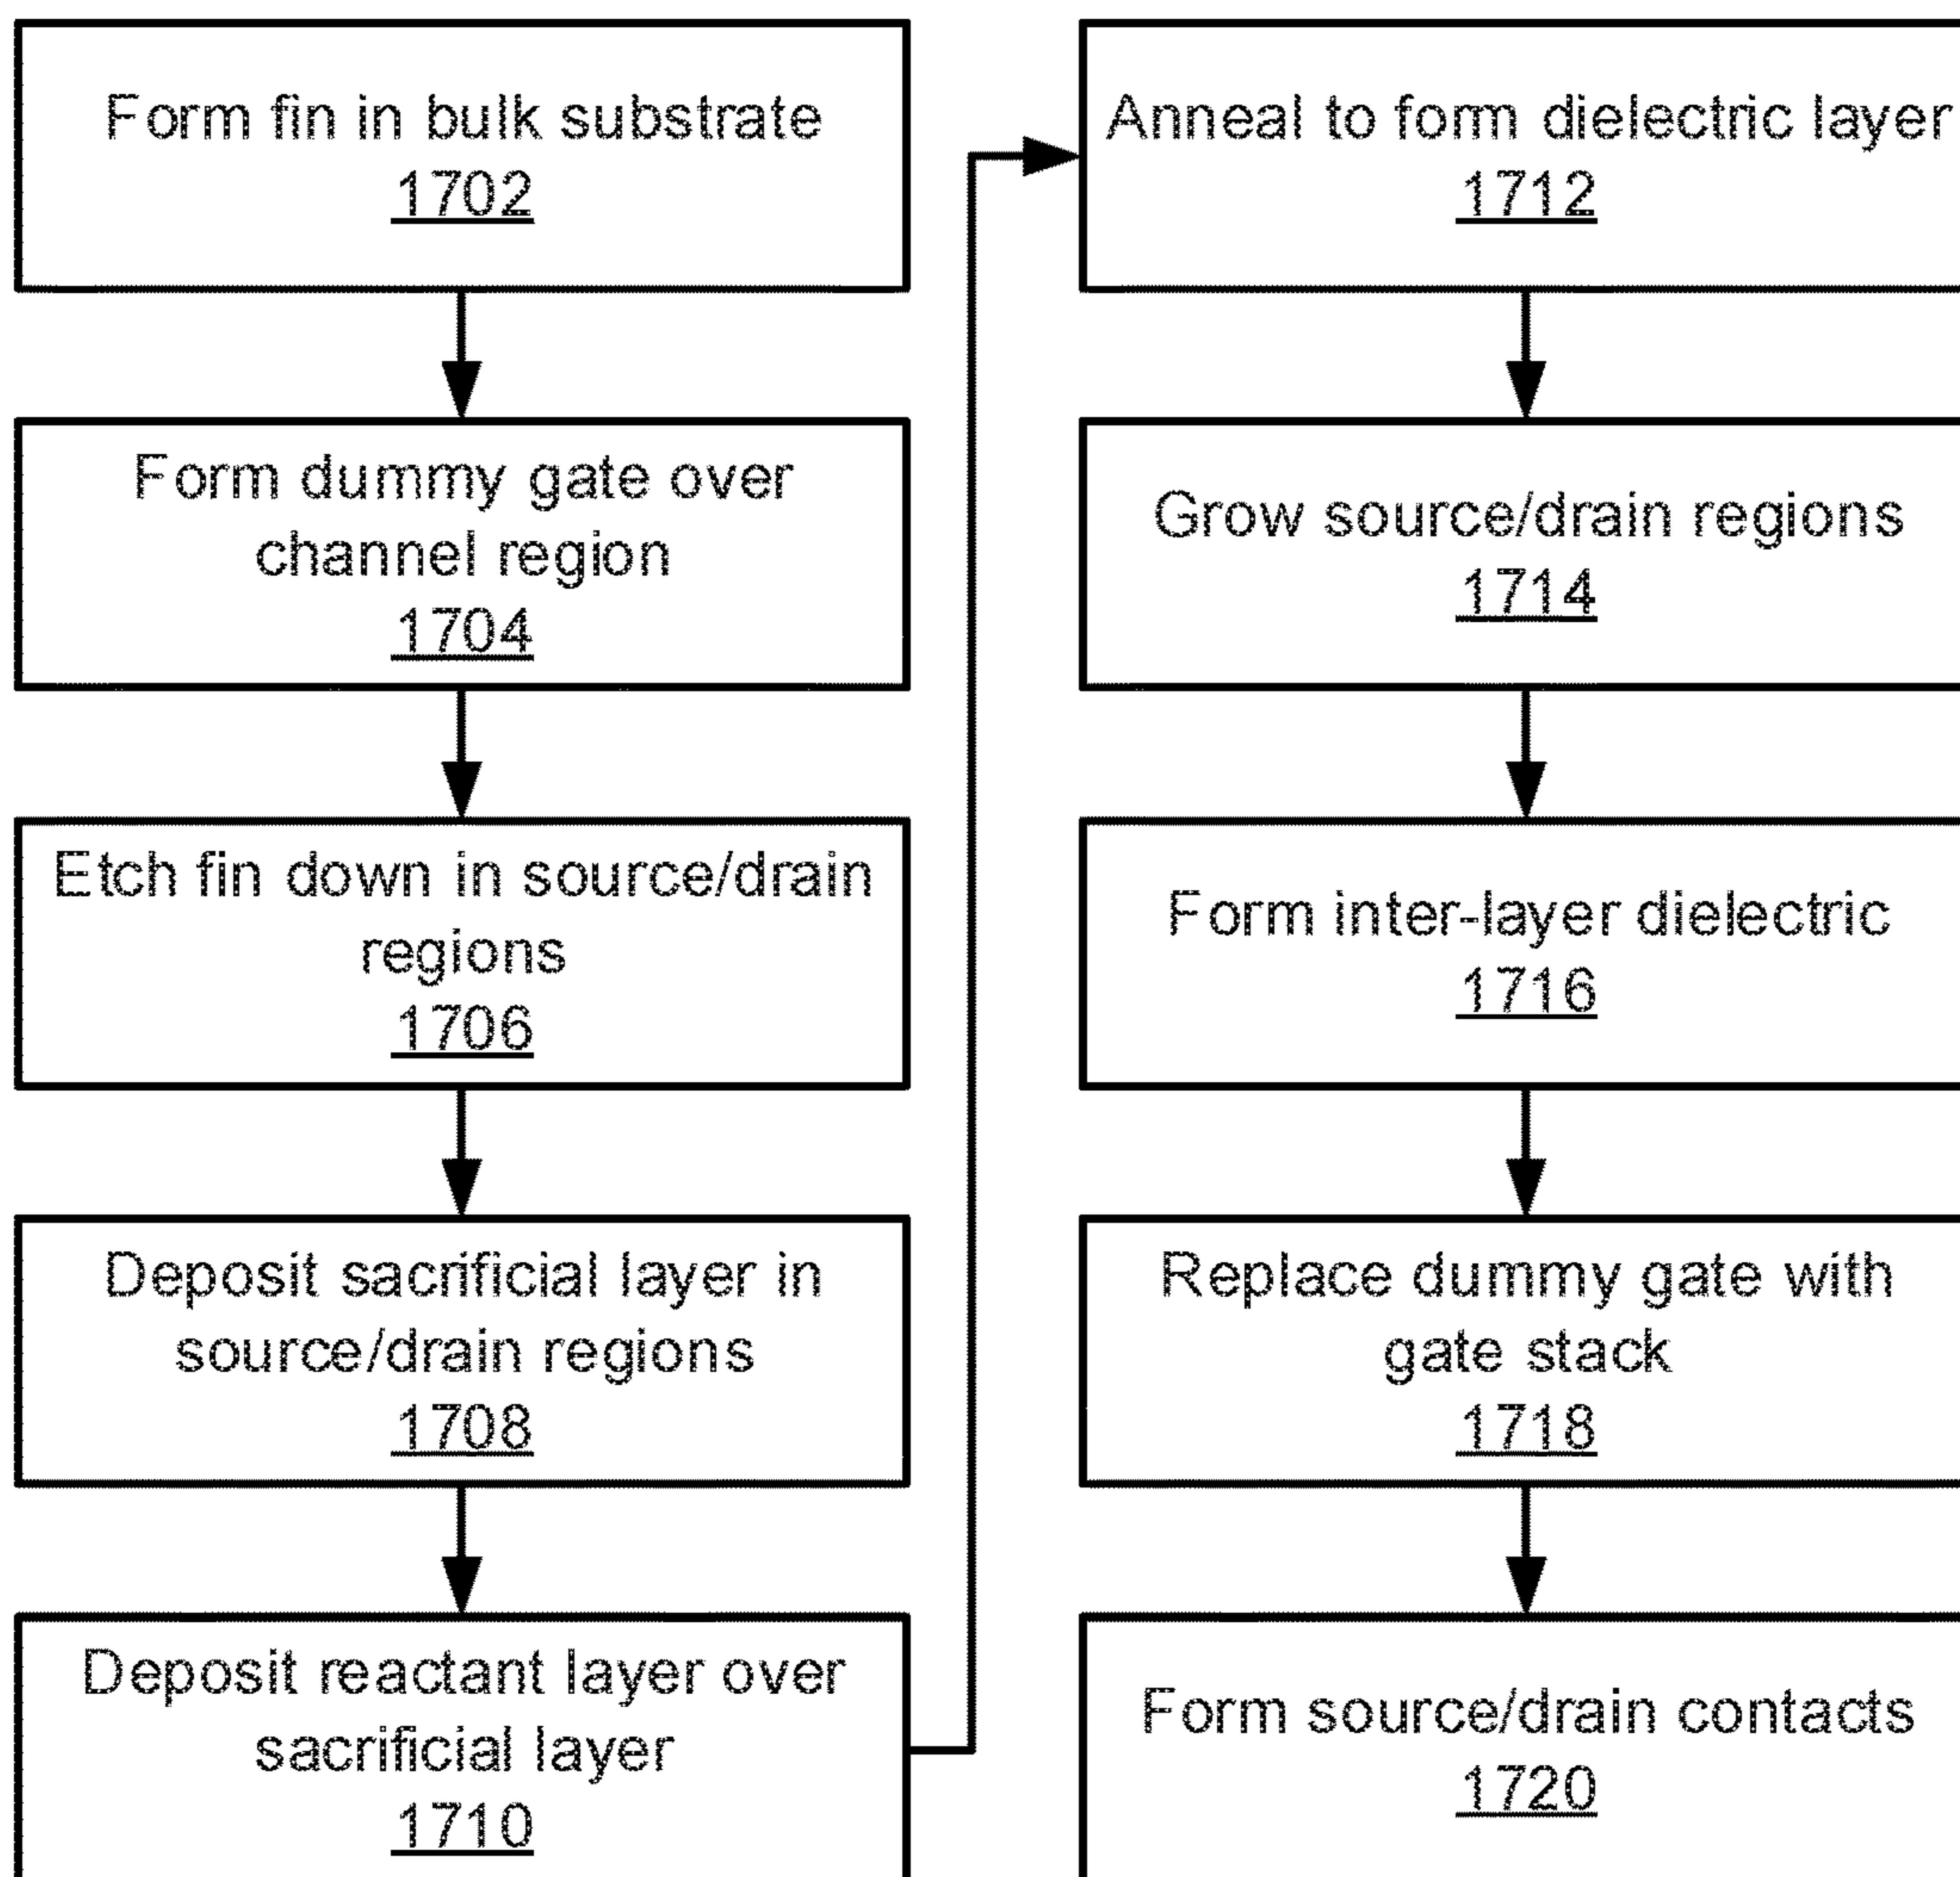 Form fin in bulk substrate
1702
Form dummy gate over
channel region
1704
Etch fin down in source/drain
regions
1706
Deposit sacrificial layer in
source/drain regions
1708
Deposit reactant layer over
sacrificial layer
1710
Anneal to form dielectric layer
1712
Grow source/drain regions
1714
Form inter-layer dielectric
1716
Replace dummy gate with
gate stack
1718
Form source/drain contacts
1720